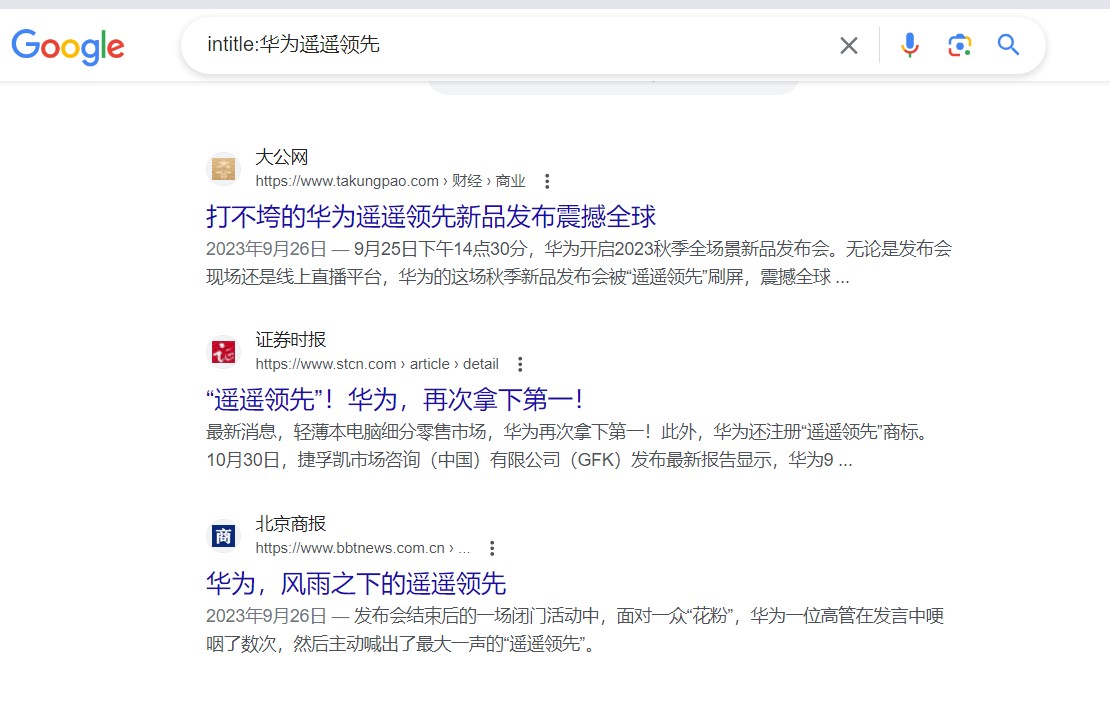 Google
intitle:华为遥遥领先
大公网
https://www.takungpao.com › 财经 › 商业
打不垮的华为遥遥领先新品发布震撼全球
2023年9月26日 — 9月25日下午14点30分，华为开启2023秋季全场景新品发布会。无论是发布会
现场还是线上直播平台，华为的这场秋季新品发布会被“遥遥领先”刷屏，震撼全球 ...
证券时报
https://www.stcn.com › article › detail
“遥遥领先”！华为，再次拿下第一！
最新消息，轻薄本电脑细分零售市场，华为再次拿下第一！此外，华为还注册“遥遥领先”商标。
10月30日，捷孚凯市场咨询（中国）有限公司（GFK）发布最新报告显示，华为9 ...
商
北京商报
https://www.bbtnews.com.cn › ...
华为，风雨之下的遥遥领先
2023年9月26日 — 发布会结束后的一场闭门活动中，面对一众“花粉”，华为一位高管在发言中哽
咽了数次，然后主动喊出了最大一声的“遥遥领先”。